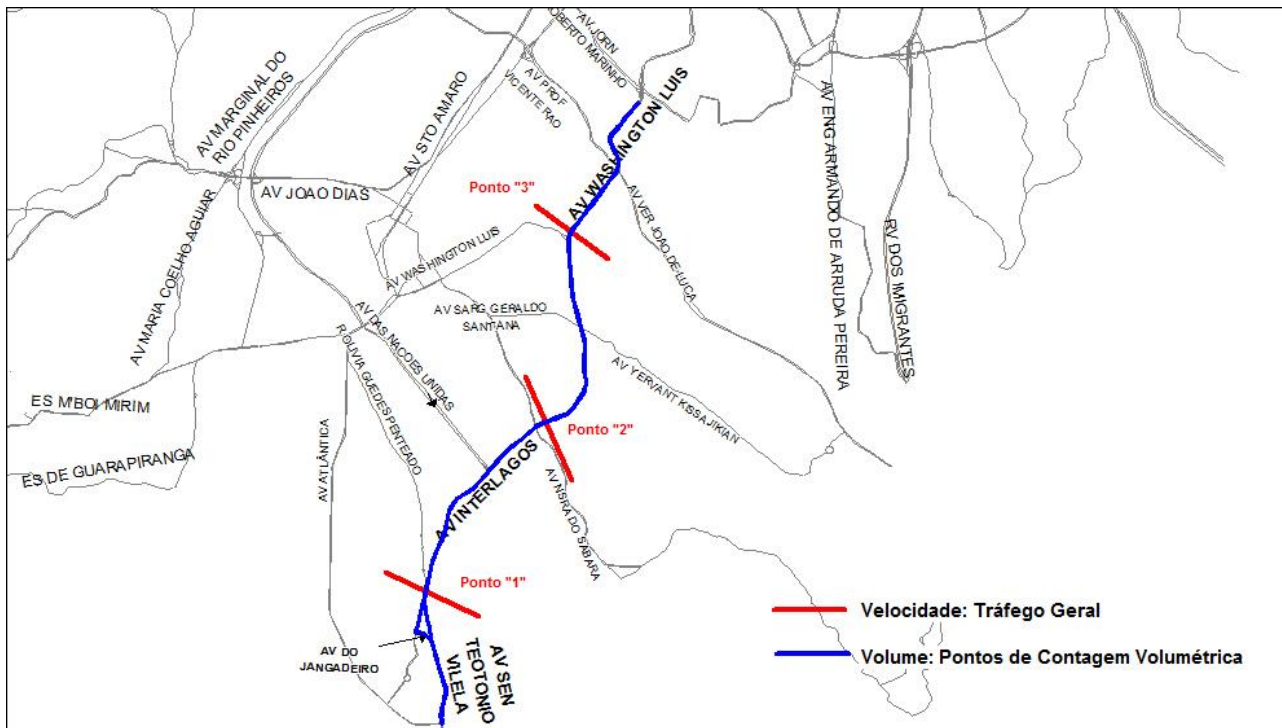 AV JORN
ROBERTO MARINHO
AV PROF
VICENTE RAO
AV MARGINAL DO
RIO PINHEIROS
AV STO AMARO
AV WASHINGTON LUIS
AV ENG ARMANDO DE ARRUDA PEREIRA
RV DOS IMIGRANTES
AV JOAO DIAS
Ponto "3"
AV VER JOAO DE LUCA
AV MARIA COELHO AGUIAR
AV WASHINGTON LUIS
AV SARG GERALDO
SANTANA
AV DAS NACOES UNIDAS
R OLIVIA GUEDES PENTEADO
AV YERVANT KISSAJIKIAN
ES M'BOI MIRIM
ES DE GUARAPIRANGA
AV ATLÂNTICA
Ponto "2"
AV INTERLAGOS
AV NSRA DO SABARA
Ponto "1"
AV DO
JANGADEIRO
AV SEN
TEOTONIO
VILELA
Velocidade: Tráfego Geral
Volume: Pontos de Contagem Volumétrica